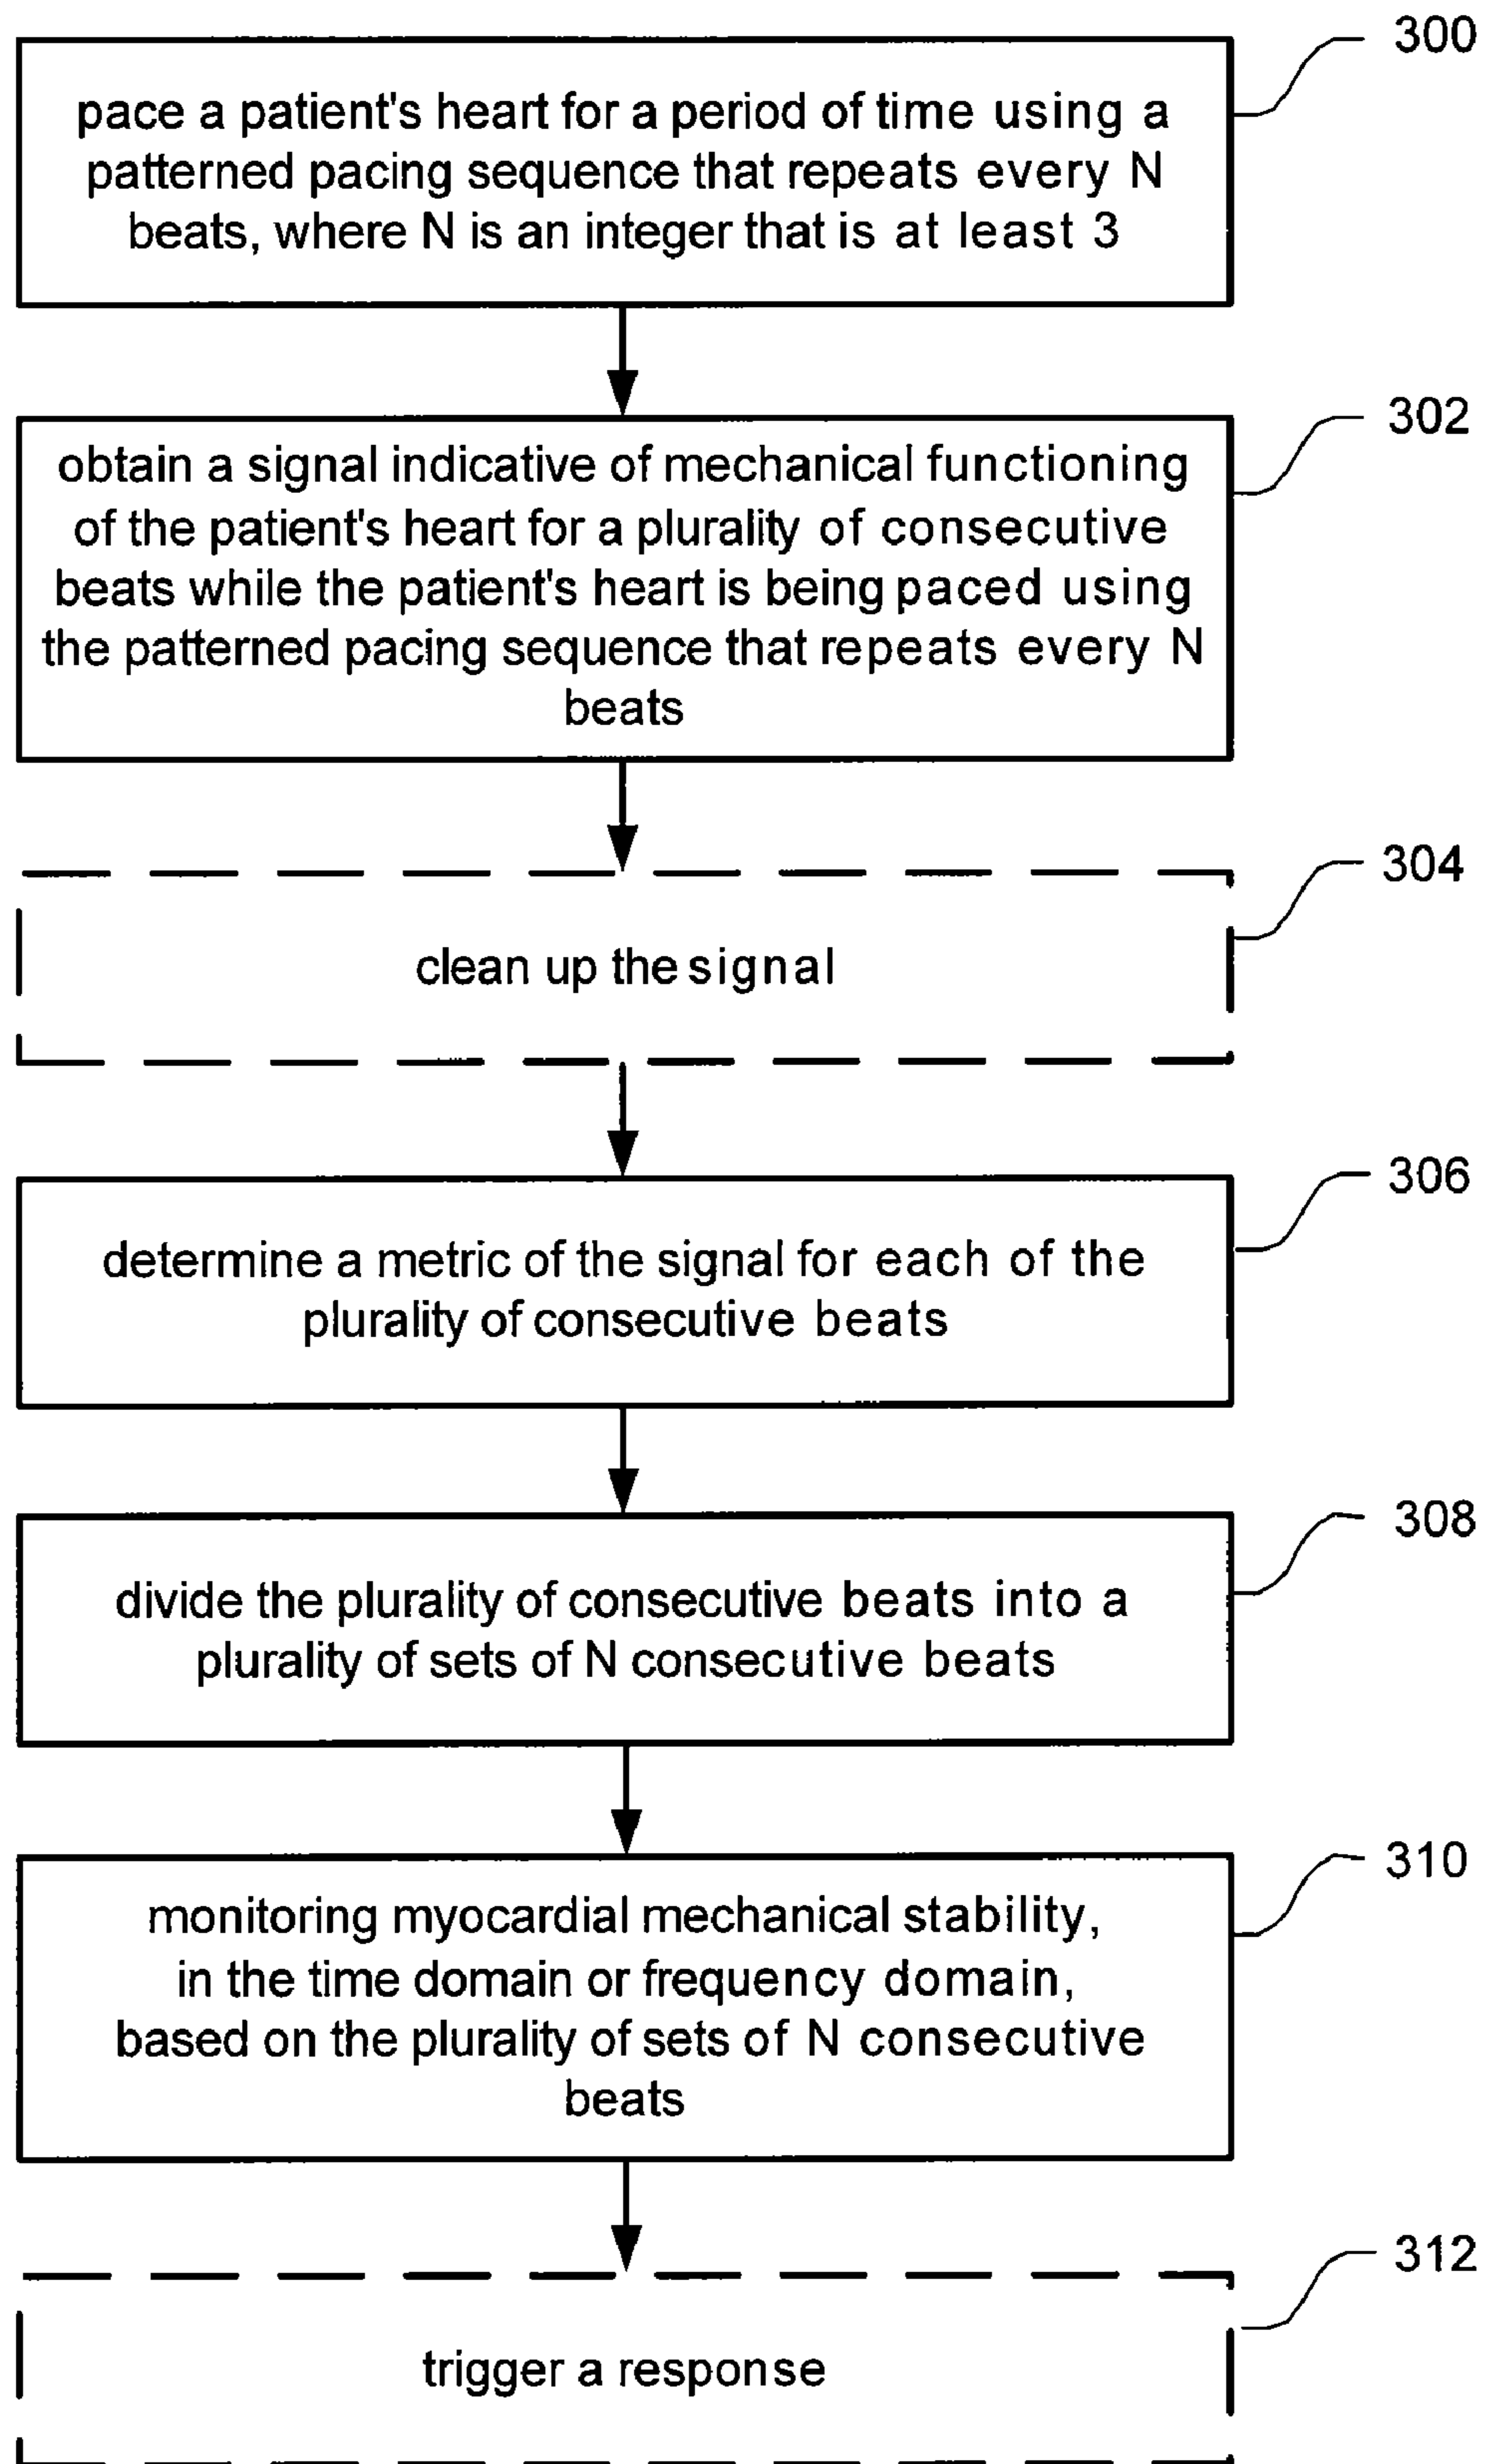 300
pace a patient's heart for a period of time using a
patterned pacing sequence that repeats every N
beats, where N is an integer that is at least 3
302
obtain a signal indicative of mechanical functioning
of the patient's heart for a plurality of consecutive
beats while the patient's heart is being paced using
the patterned pacing sequence that repeats every N
beats
304
clean up the signal
306
determine a metric of the signal for each of the
plurality of consecutive beats
308
divide the plurality of consecutive beats into a
plurality of sets of N consecutive beats
310
monitoring myocardial mechanical stability,
in the time domain or frequency domain,
based on the plurality of sets of N consecutive
beats
312
trigger a response